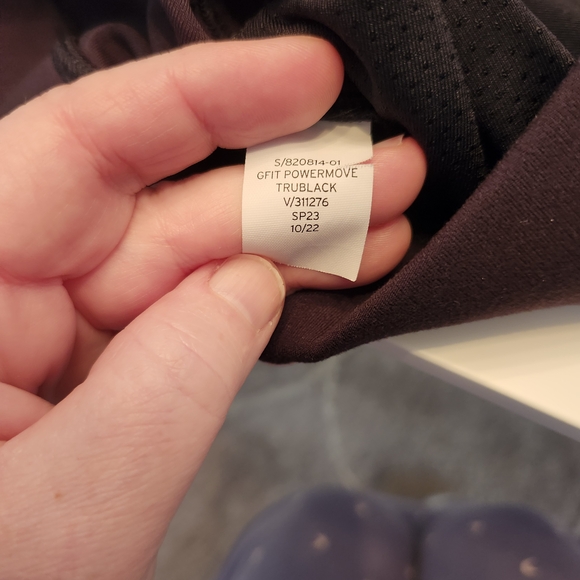 S/820814-01
GFIT POWERMOVE
TRUBLACK
V/311276
SP23
10/22